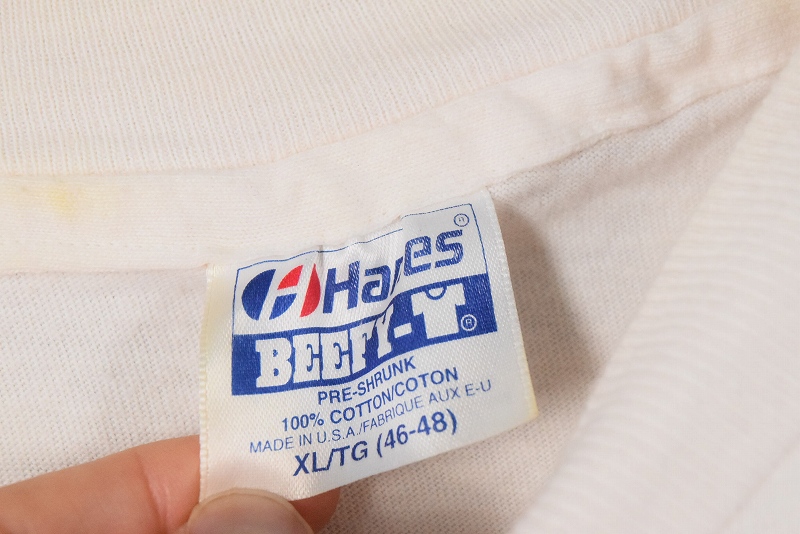 Hanes®
BEEFY-T®
PRE-SHRUNK
100% COTTON/COTON
MADE IN U.S.A./FABRIQUE AUX E-U
XL/TG (46-48)